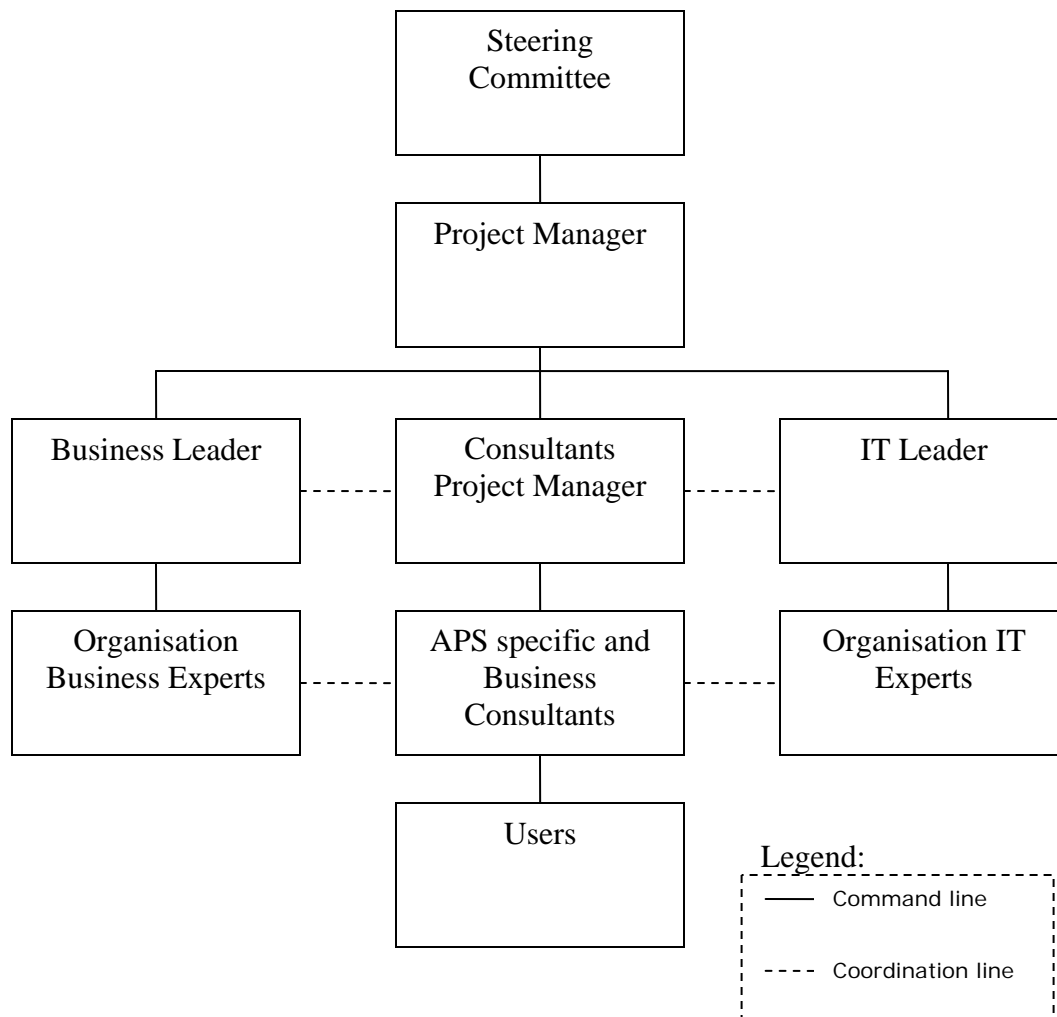 Steering
Committee
Project Manager
Business Leader
Consultants
Project Manager
IT Leader
Organisation
Business Experts
APS specific and
Business
Consultants
Organisation IT
Experts
Users
Legend:
Command line
Coordination line